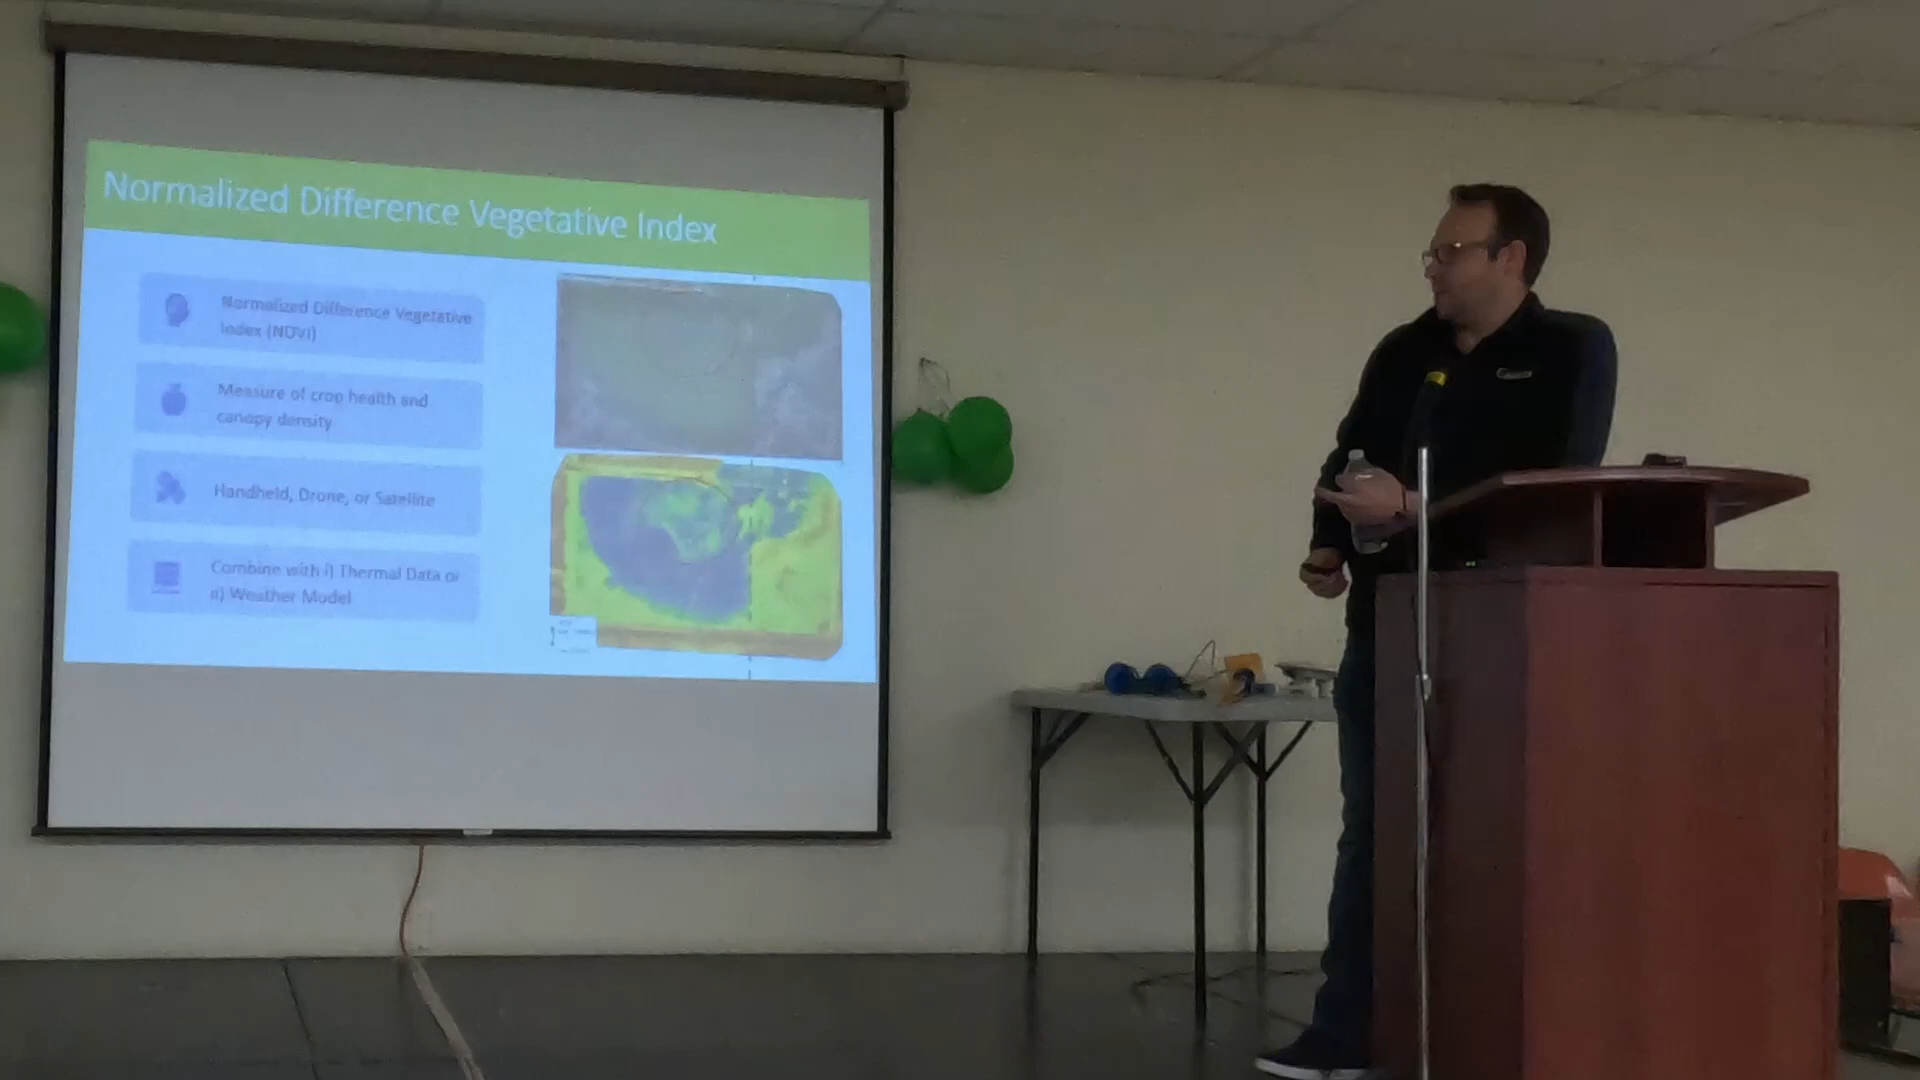 Normalized Difference Vegetative Index
Normalized Difference Vegetative
Index (NDVI)
Measure of crop health and
canopy density
Handheld, Drone, or Satellite
Combine with i) Thermal Data or
ii) Weather Model